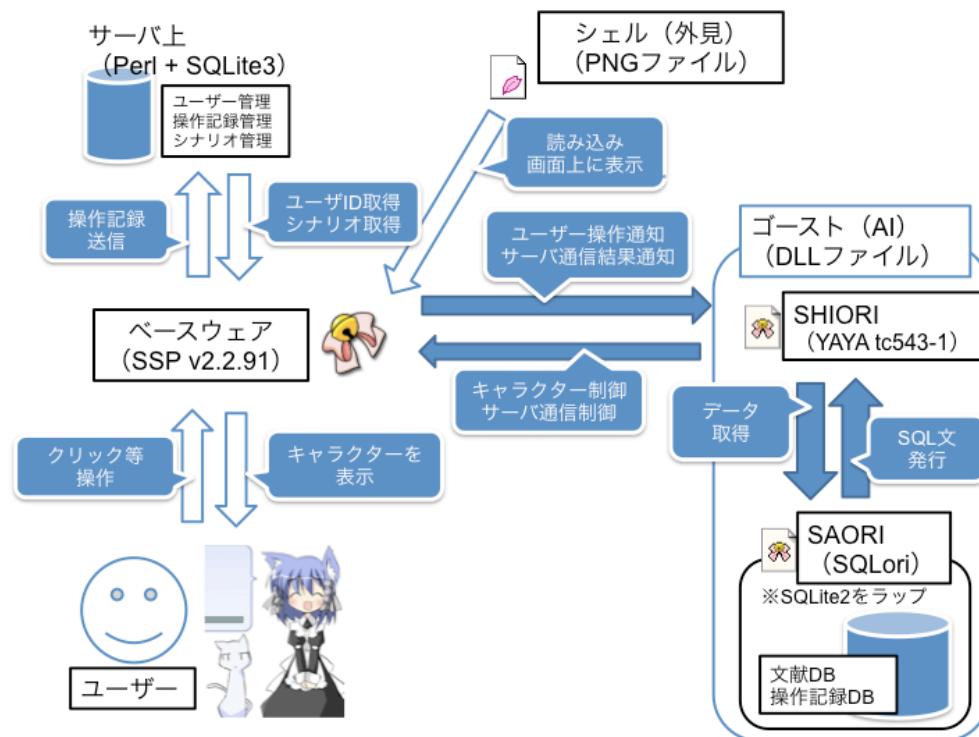 サーバ上
（Perl + SQLite3）
ユーザー管理
操作記録管理
シナリオ管理
シェル（外見）
（PNGファイル）
読み込み
画面上に表示
操作記録
送信
ユーザID取得
シナリオ取得
ユーザー操作通知
サーバ通信結果通知
ゴースト（AI）
（DLLファイル）
ベースウェア
（SSP v2.2.91）
SHIORI
（YAYA tc543-1）
キャラクター制御
サーバ通信制御
データ
取得
SQL文
発行
クリック等
操作
キャラクターを
表示
SAORI
（SQLori）
※SQLite2をラップ
文献DB
操作記録DB
ユーザー